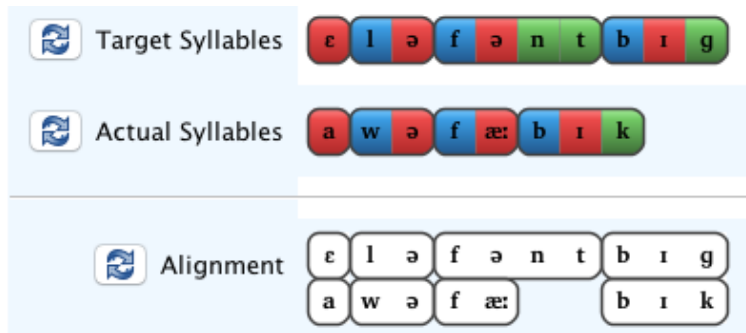 Target Syllables ɛ l ə f ə n t b ɪ ɡ
Actual Syllables a w ə f æː b ɪ k
Alignment ɛ l ə f ə n t b ɪ ɡ
a w ə f æː b ɪ k